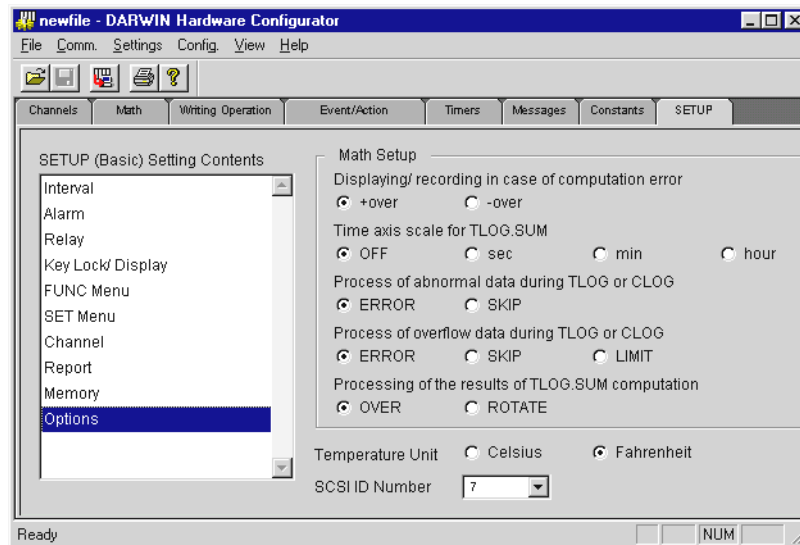 newfile - DARWIN Hardware Configurator
File Comm. Settings Config. View Help
Channels Math Writing Operation Event/Action Timers Messages Constants SETUP
SETUP (Basic) Setting Contents
Interval
Alarm
Relay
Key Lock/ Display
FUNC Menu
SET Menu
Channel
Report
Memory
Options
Math Setup
Displaying/ recording in case of computation error
+over -over
Time axis scale for TLOG.SUM
OFF sec min hour
Process of abnormal data during TLOG or CLOG
ERROR SKIP
Process of overflow data during TLOG or CLOG
ERROR SKIP LIMIT
Processing of the results of TLOG.SUM computation
OVER ROTATE
Temperature Unit Celsius Fahrenheit
SCSI ID Number 7
Ready NUM